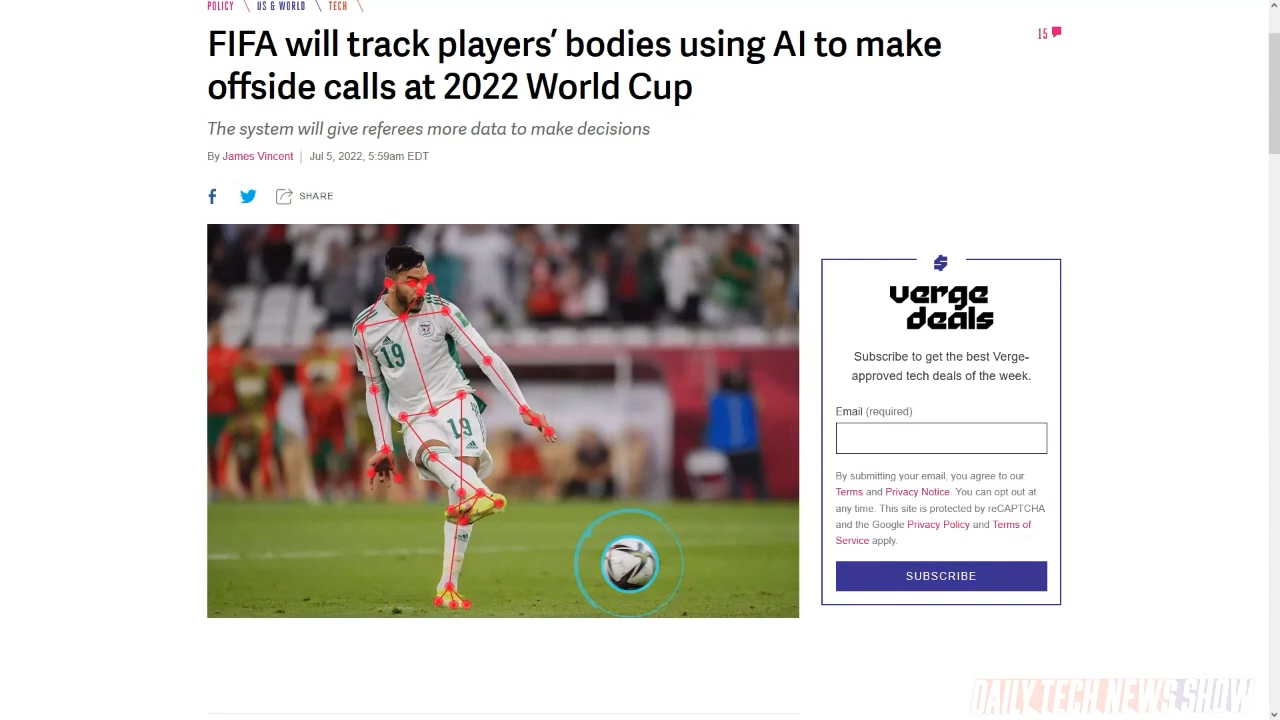 POLICY \ US & WORLD \ TECH \
FIFA will track players’ bodies using AI to make
offside calls at 2022 World Cup
15
The system will give referees more data to make decisions
By James Vincent | Jul 5, 2022, 5:59am EDT
SHARE
19
19
verge
deals
Subscribe to get the best Verge-
approved tech deals of the week.
Email (required)
By submitting your email, you agree to our
Terms and Privacy Notice. You can opt out at
any time. This site is protected by reCAPTCHA
and the Google Privacy Policy and Terms of
Service apply.
SUBSCRIBE
DAILY TECH NEWS SHOW